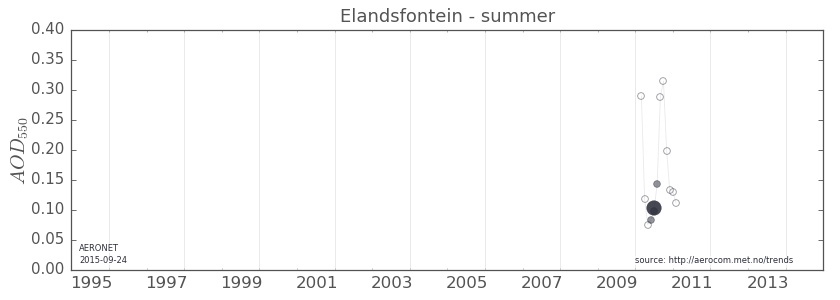 Elandsfontein - summer
0.40
0.35
0.30
0.25
0.20
0.15
0.10
0.05
0.00
AOD550
AERONET
2015-09-24
source: http://aerocom.met.no/trends
1995 1997 1999 2001 2003 2005 2007 2009 2011 2013